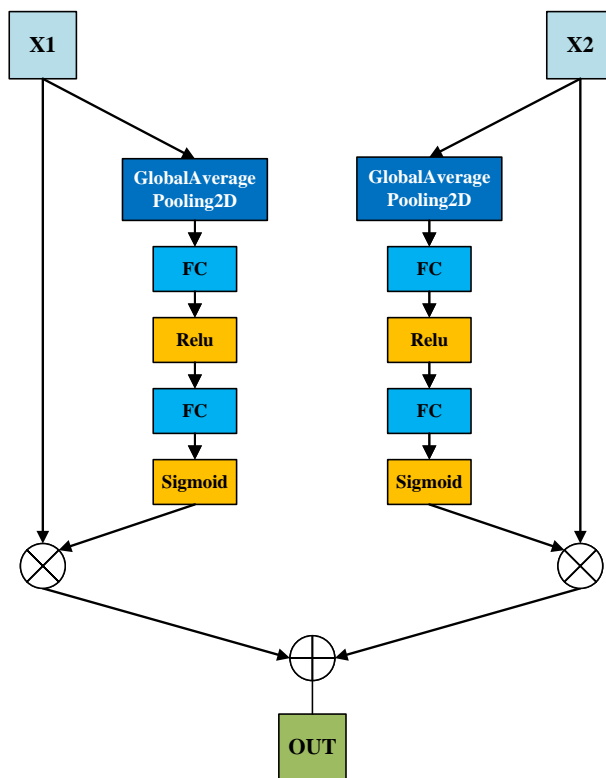 X1
X2
GlobalAverage
Pooling2D
FC
Relu
FC
Sigmoid
GlobalAverage
Pooling2D
FC
Relu
FC
Sigmoid
OUT